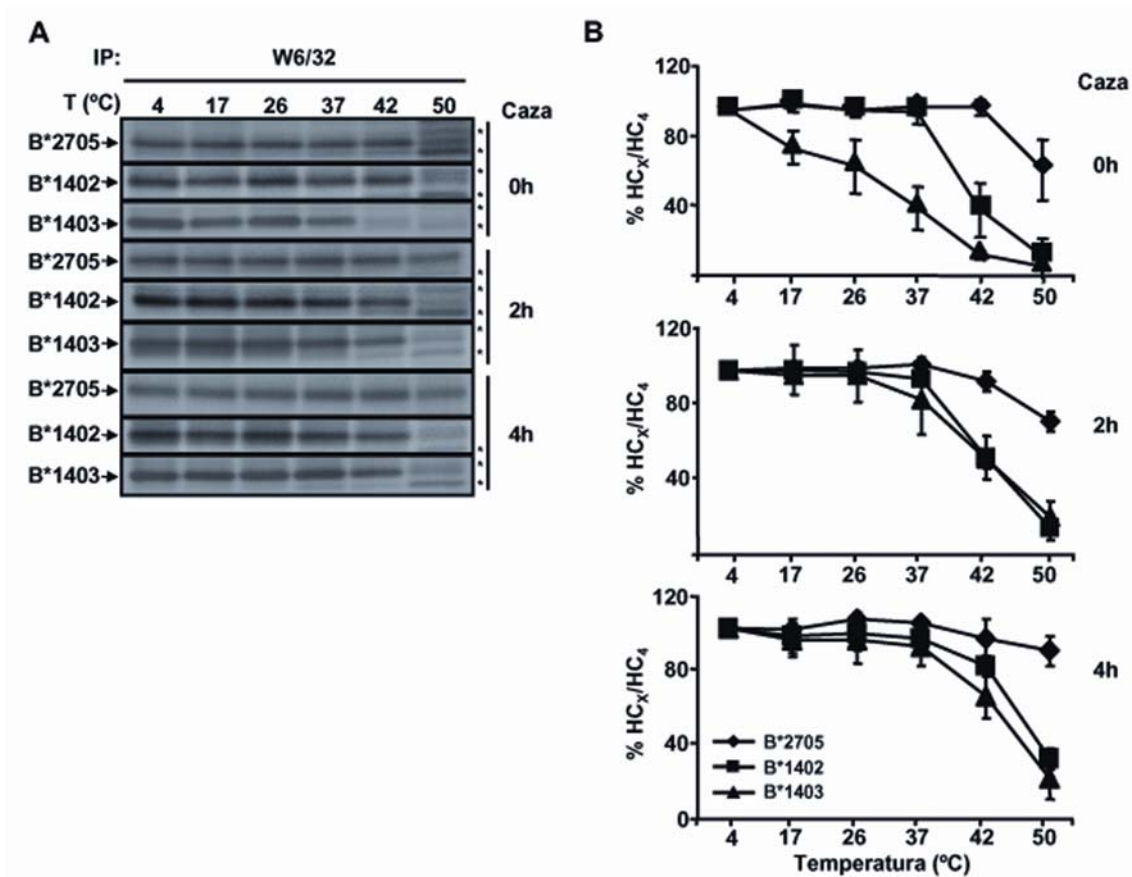 A
IP: W6/32
T (ºC) 4 17 26 37 42 50 Caza
B*2705
B*1402 0h
B*1403
B*2705
B*1402 2h
B*1403
B*2705
B*1402 4h
B*1403
B
120
80
40
% HCX/HC4
4 17 26 37 42 50
Caza
0h
120
80
40
% HCX/HC4
4 17 26 37 42 50
2h
120
80
40
0
% HCX/HC4
B*2705
B*1402
B*1403
4 17 26 37 42 50
Temperatura (ºC)
4h